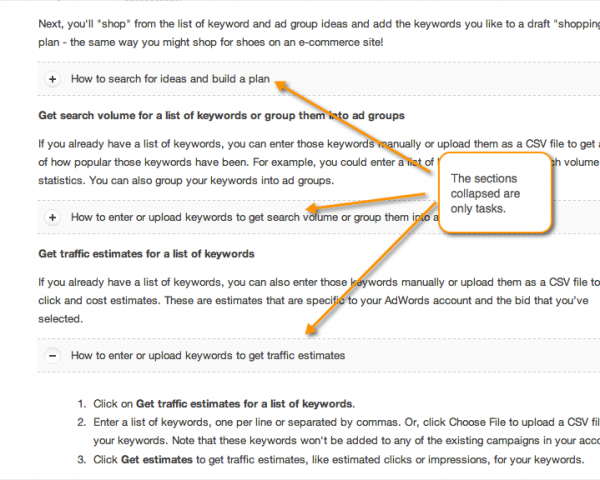 Next, you'll "shop" from the list of keyword and ad group ideas and add the keywords you like to a draft "shopping
plan - the same way you might shop for shoes on an e-commerce site!
How to search for ideas and build a plan
Get search volume for a list of keywords or group them into ad groups
If you already have a list of keywords, you can enter those keywords manually or upload them as a CSV file to get a
of how popular those keywords have been. For example, you could enter a list of
ch volume
statistics. You can also group your keywords into ad groups.
The sections
collapsed are
only tasks.
How to enter or upload keywords to get search volume or group them into a
Get traffic estimates for a list of keywords
If you already have a list of keywords, you can also enter those keywords manually or upload them as a CSV file to
click and cost estimates. These are estimates that are specific to your AdWords account and the bid that you've
selected.
How to enter or upload keywords to get traffic estimates
1. Click on Get traffic estimates for a list of keywords.
2. Enter a list of keywords, one per line or separated by commas. Or, click Choose File to upload a CSV fil
your keywords. Note that these keywords won't be added to any of the existing campaigns in your acco
3. Click Get estimates to get traffic estimates, like estimated clicks or impressions, for your keywords.